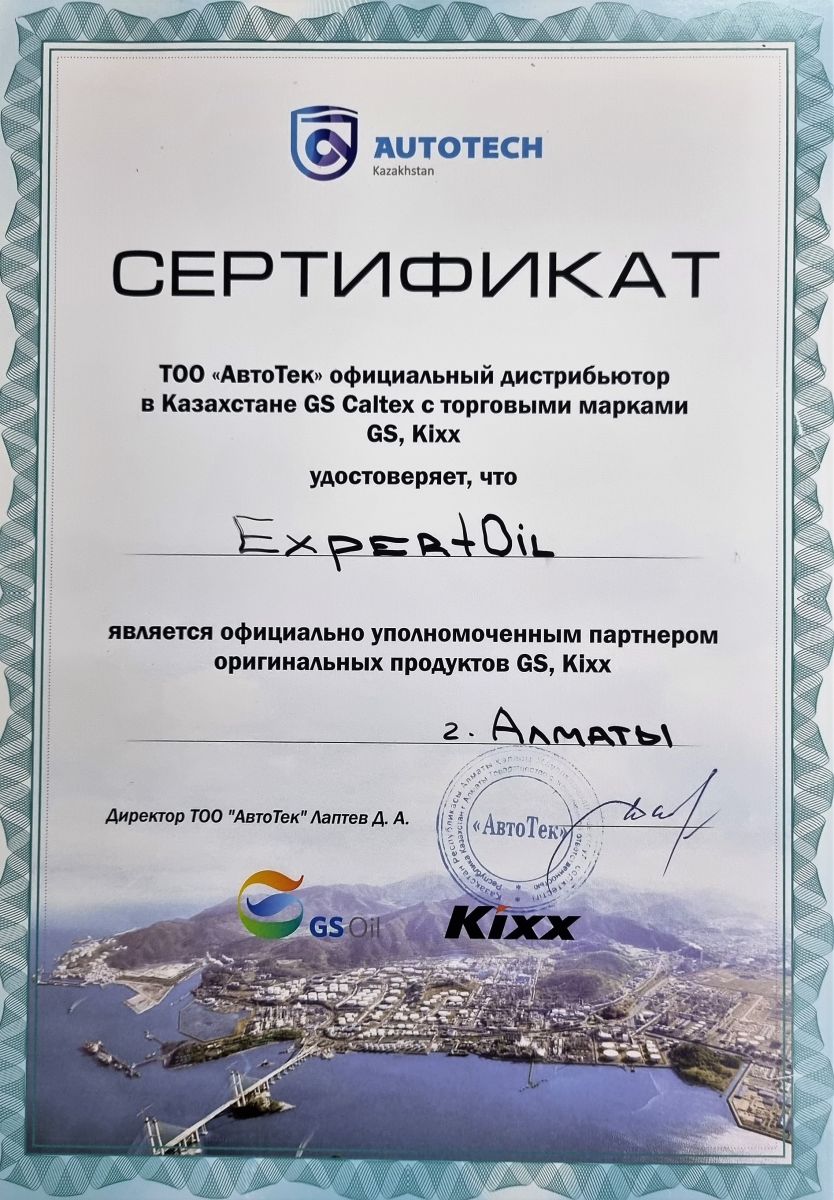 AUTOTECH
Kazakhstan
СЕРТИФИКАТ
ТОО «АвтоТек» официальный дистрибьютор
в Казахстане GS Caltex с торговыми марками
GS, Kixx
удостоверяет, что
ExpertOil
является официально уполномоченным партнером
оригинальных продуктов GS, Kixx
г. Алматы
Директор ТОО "АвтоТек" Лаптев Д. А.
«АвтоТек»
GS Oil
Kixx